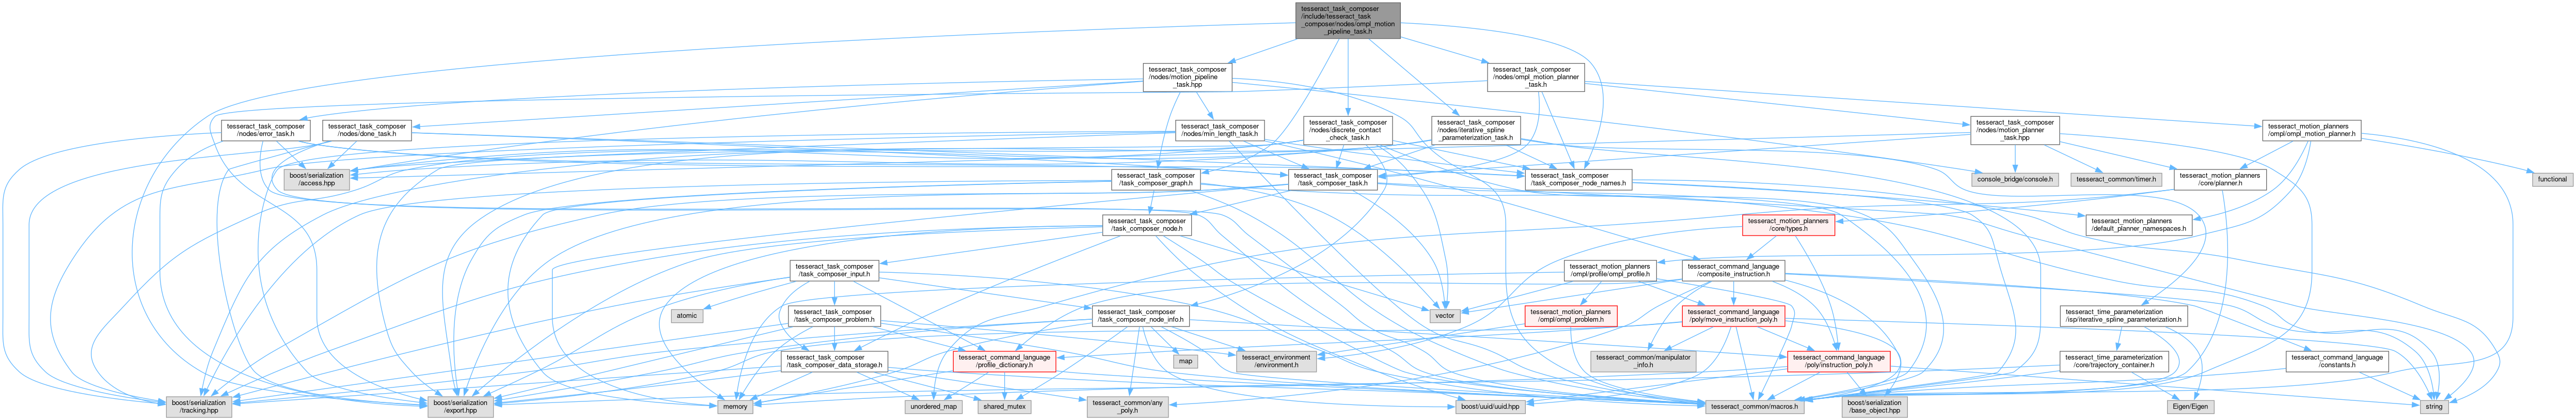 tesseract_task_composer
/include/tesseract_task
_composer/nodes/ompl_motion
_pipeline_task.h
tesseract_task_composer
/nodes/motion_pipeline
_task.hpp
tesseract_task_composer
/nodes/ompl_motion_planner
_task.h
tesseract_task_composer
/nodes/error_task.h
tesseract_task_composer
/nodes/done_task.h
tesseract_task_composer
/nodes/min_length_task.h
tesseract_task_composer
/nodes/discrete_contact
_check_task.h
tesseract_task_composer
/nodes/iterative_spline
_parameterization_task.h
tesseract_task_composer
/nodes/motion_planner
_task.hpp
tesseract_motion_planners
/ompl/ompl_motion_planner.h
boost/serialization
/access.hpp
tesseract_task_composer
/task_composer_graph.h
tesseract_task_composer
/task_composer_task.h
tesseract_task_composer
/task_composer_node_names.h
console_bridge/console.h
tesseract_common/timer.h
tesseract_motion_planners
/core/planner.h
functional
tesseract_task_composer
/task_composer_node.h
tesseract_motion_planners
/core/types.h
tesseract_motion_planners
/default_planner_namespaces.h
tesseract_task_composer
/task_composer_input.h
tesseract_motion_planners
/ompl/profile/ompl_profile.h
tesseract_command_language
/composite_instruction.h
atomic
tesseract_task_composer
/task_composer_problem.h
tesseract_task_composer
/task_composer_node_info.h
vector
tesseract_motion_planners
/ompl/ompl_problem.h
tesseract_command_language
/poly/move_instruction_poly.h
tesseract_time_parameterization
/isp/iterative_spline_parameterization.h
tesseract_task_composer
/task_composer_data_storage.h
tesseract_command_language
/profile_dictionary.h
map
tesseract_environment
/environment.h
tesseract_common/manipulator
_info.h
tesseract_command_language
/poly/instruction_poly.h
tesseract_time_parameterization
/core/trajectory_container.h
tesseract_command_language
/constants.h
boost/serialization
/tracking.hpp
boost/serialization
/export.hpp
memory
unordered_map
shared_mutex
tesseract_common/any
_poly.h
boost/uuid/uuid.hpp
tesseract_common/macros.h
boost/serialization
/base_object.hpp
Eigen/Eigen
string